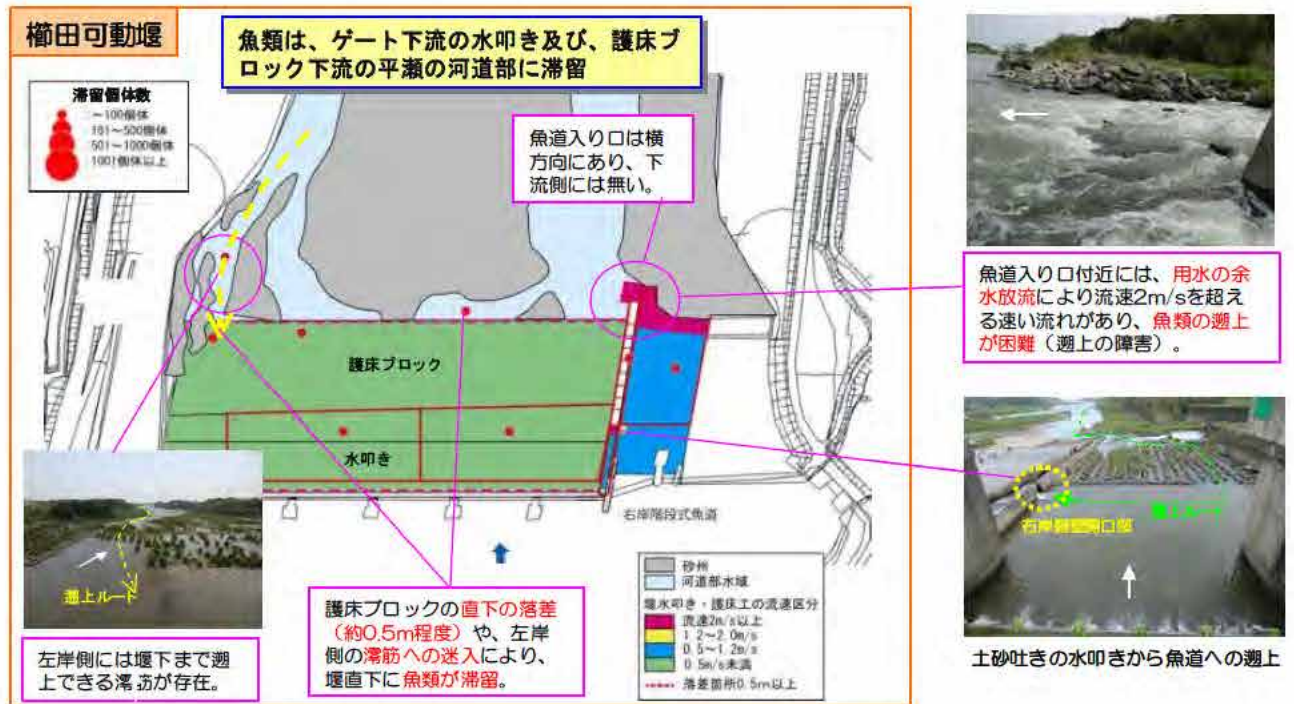 櫛田可動堰
魚類は、ゲート下流の水叩き及び、護床ブ
ロック下流の平瀬の河道部に滞留
滞留個体数
～100個体
101～500個体
501～1000個体
1001個体以上
魚道入り口は横
方向にあり、下
流側には無い。
魚道入り口付近には、用水の余
水放流により流速2m/sを超え
る速い流れがあり、魚類の遡上
が困難（遡上の障害）。
護床ブロック
水叩き
右岸階段式魚道
遡上ルート
左岸側には堰下まで遡
上できる澪筋が存在。
護床ブロックの直下の落差
（約0.5m程度）や、左岸
側の澪筋への迷入により、
堰直下に魚類が滞留。
砂州
河道部水域
堰水叩き・護床工の流速区分
流速2m/s以上
1.2～2.0m/s
0.5～1.2m/s
0.5m/s未満
落差箇所0.5m以上
遡上ルート
右岸器壁開口部
土砂吐きの水叩きから魚道への遡上